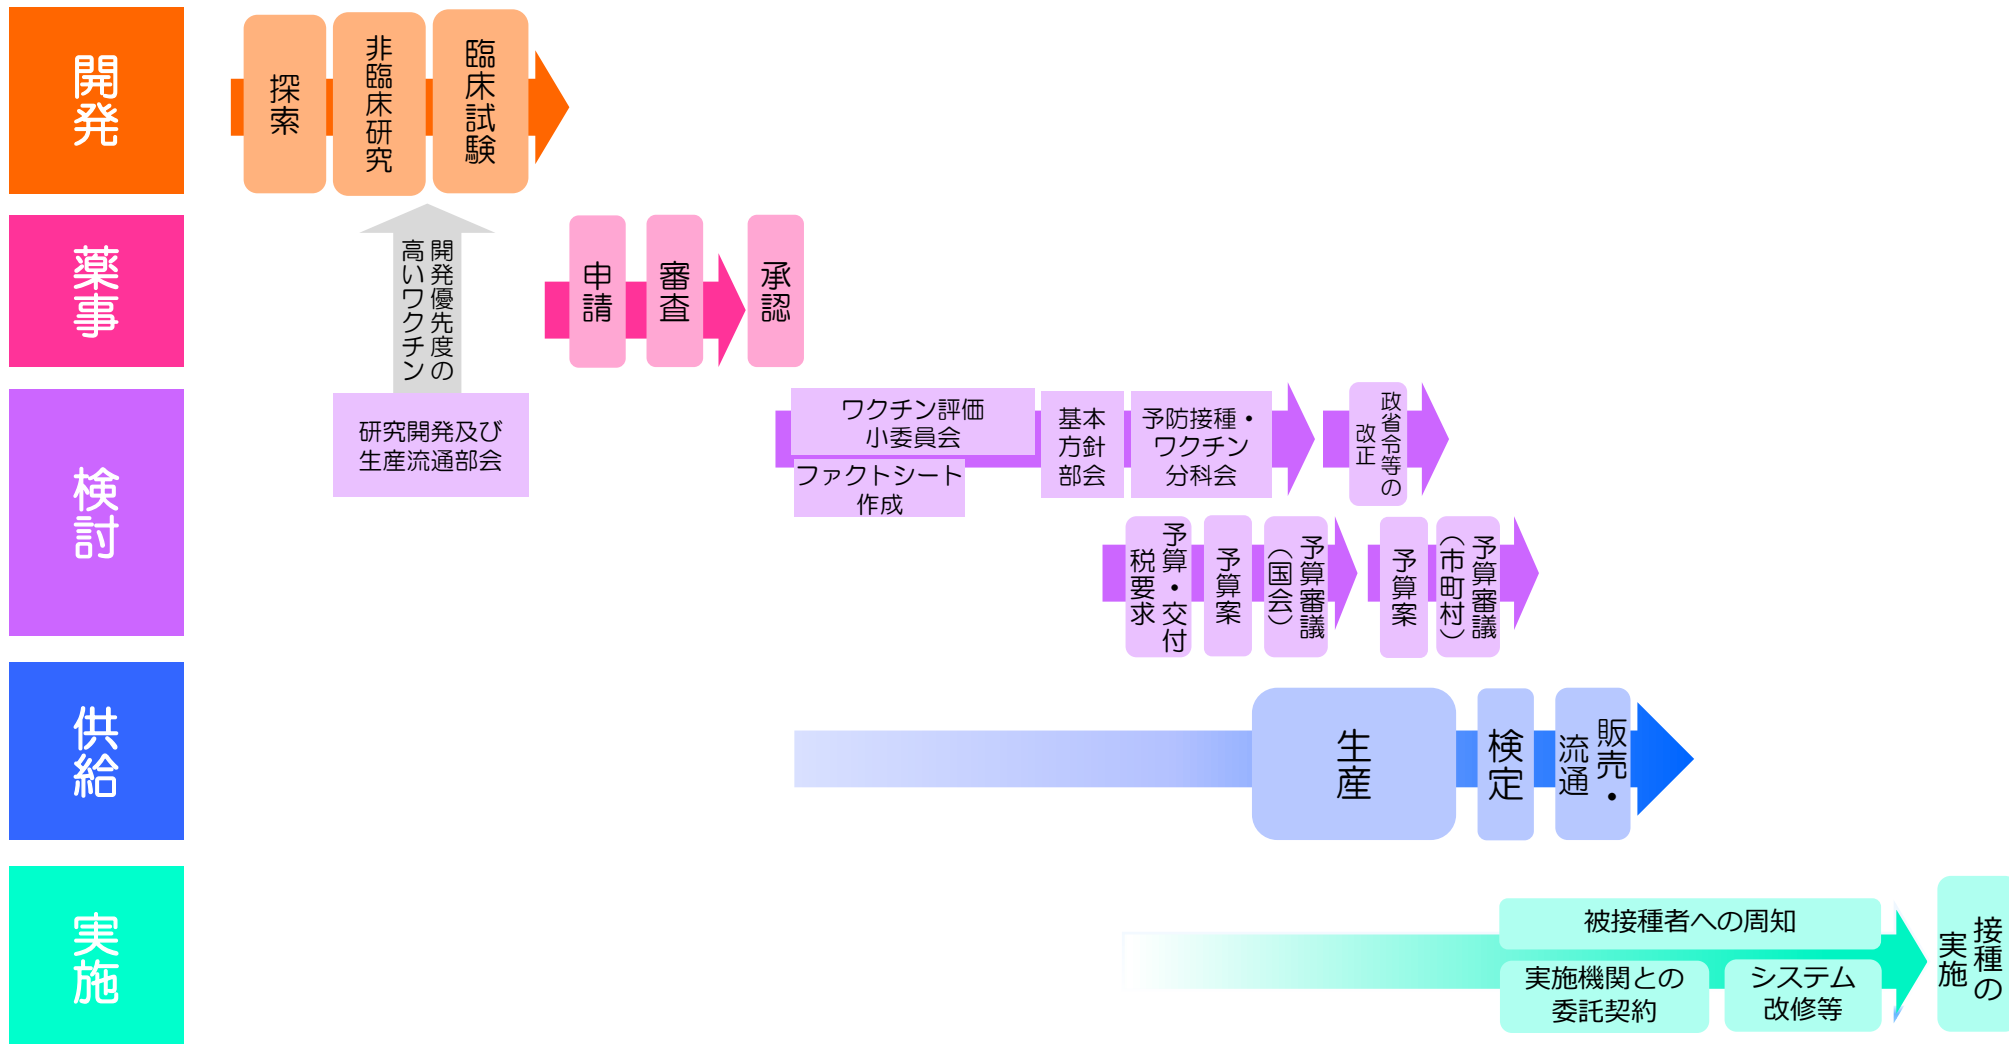 開発
探索
非臨床研究
臨床試験
薬事
開発優先度の
高いワクチン
申請
審査
承認
検討
研究開発及び
生産流通部会
ワクチン評価
小委員会
ファクトシート
作成
基本
方針
部会
予防接種・
ワクチン
分科会
政省令等の
改正
予算・交付
税要求
予算案
予算審議
（国会）
予算案
予算審議
（市町村）
供給
生産
検定
販売・
流通
実施
被接種者への周知
実施機関との
委託契約
システム
改修等
接種の
実施